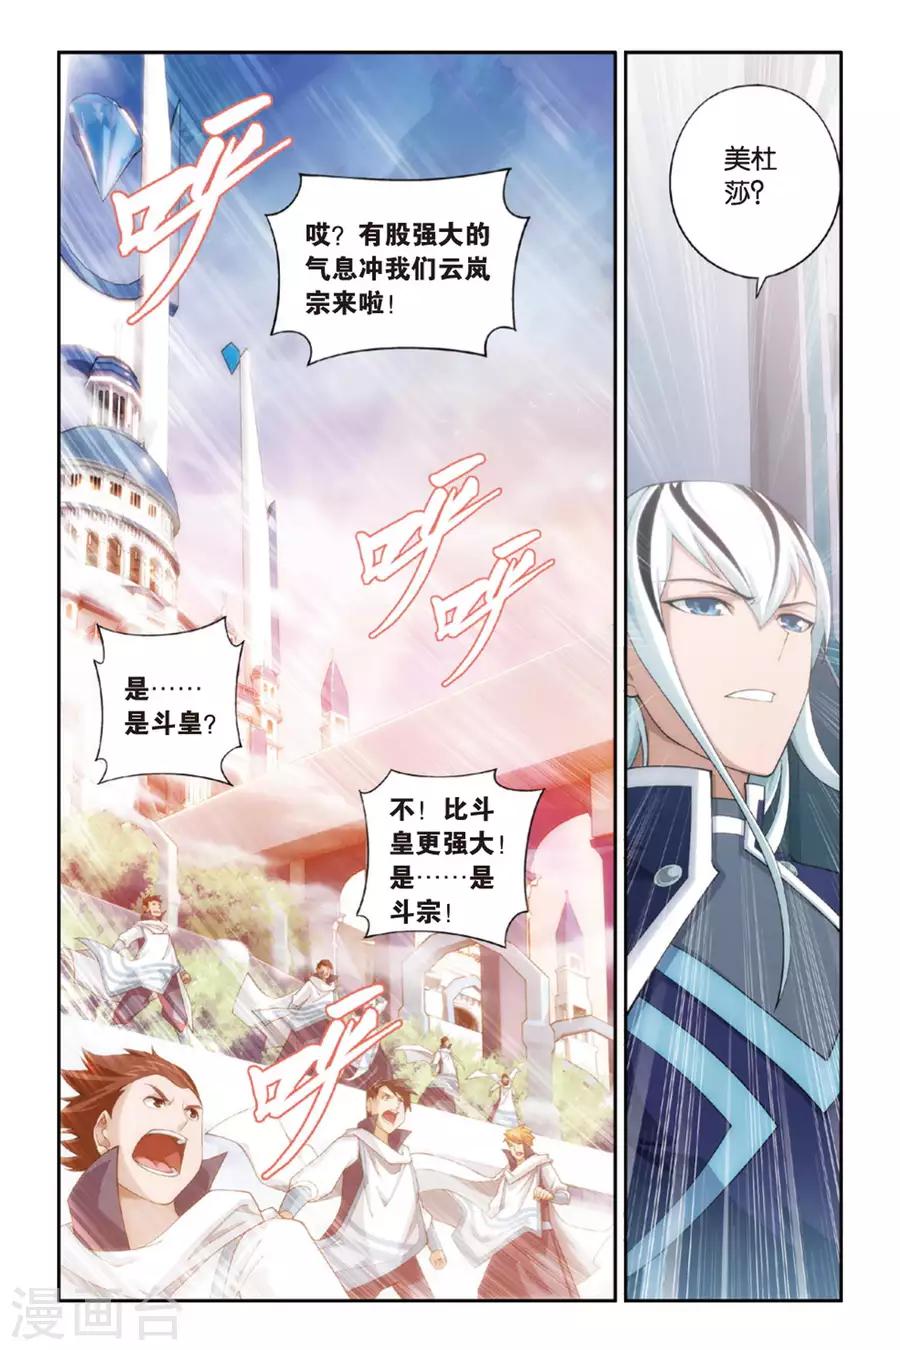 呼
哎？有股强大的
气息冲我们云岚
宗来啦！
呼
呼
是……
是斗皇？
不！比斗
皇更强大！
是……是
斗宗！
呼
美杜
莎？
漫画台